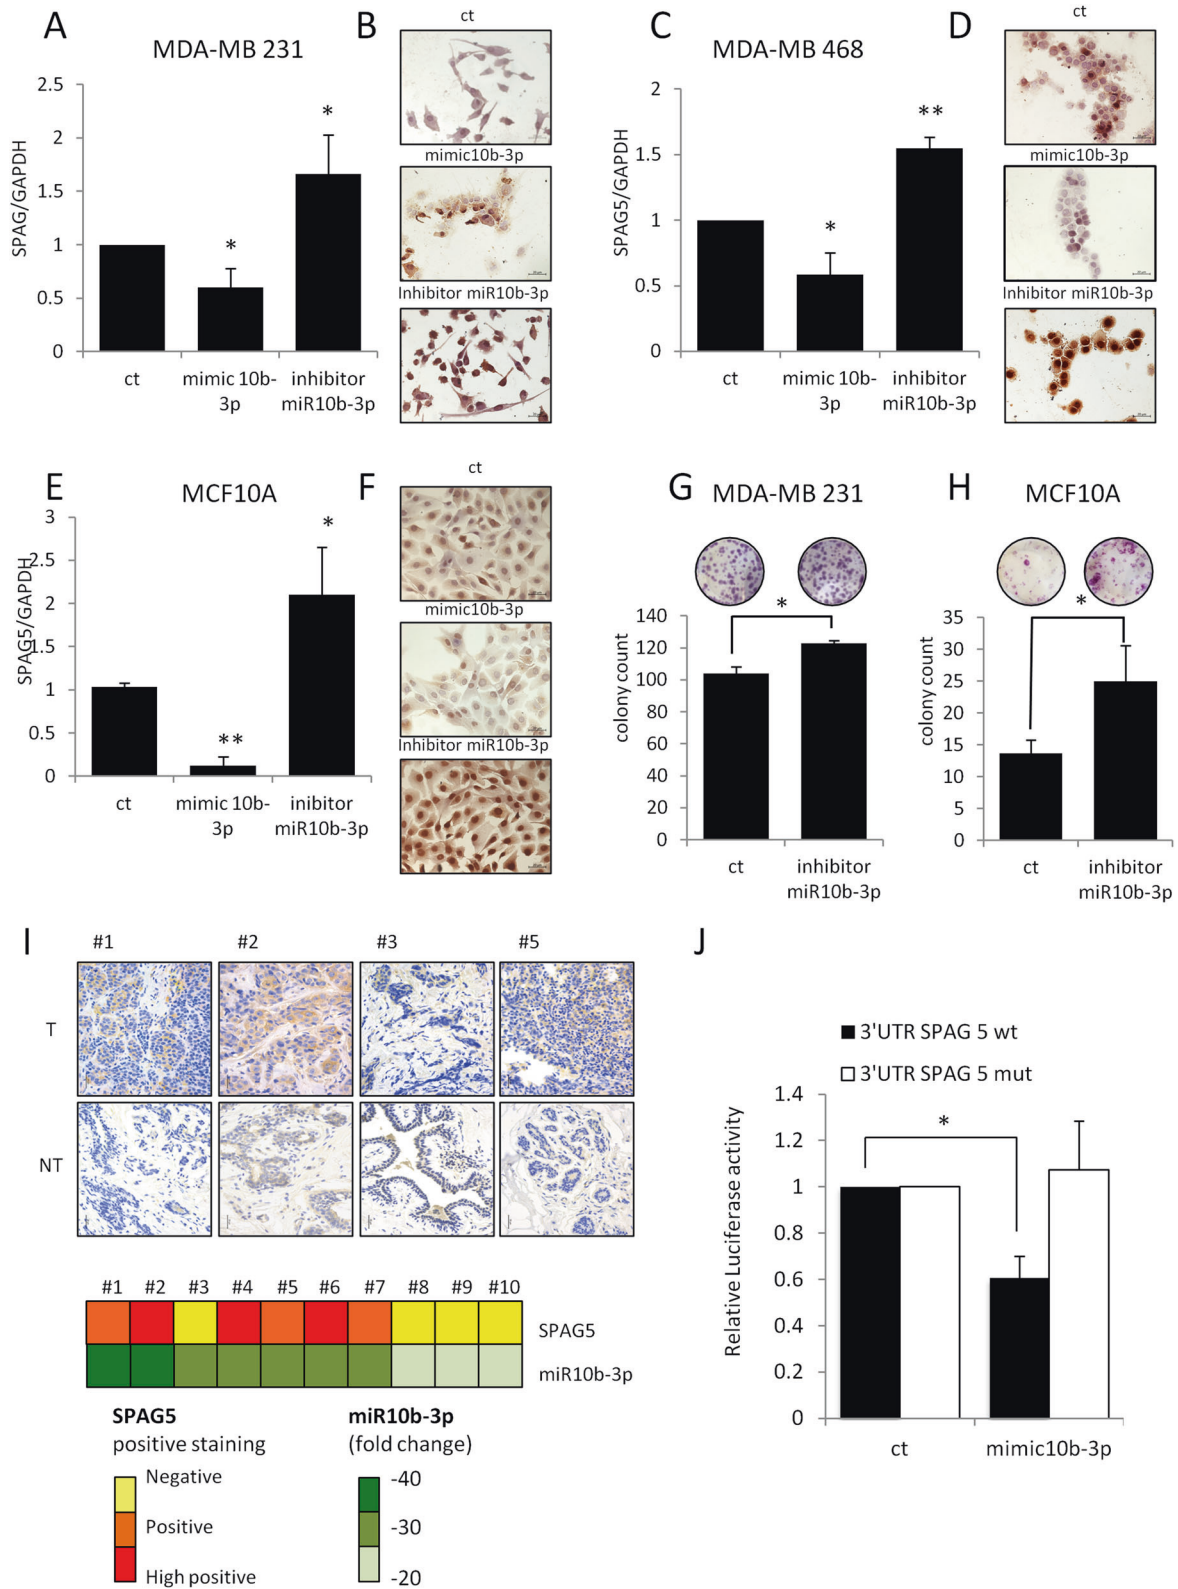 A
MDA-MB 231
SPAG/GAPDH
2.5
2
1.5
1
0.5
0
*
*
ct
mimic 10b-
3p
inhibitor
miR10b-3p
B
ct
mimic10b-3p
Inhibitor miR10b-3p
C
MDA-MB 468
SPAG5/GAPDH
2
1.5
1
0.5
0
*
**
ct
mimic 10b-
3p
inhibitor
miR10b-3p
D
ct
mimic10b-3p
Inhibitor miR10b-3p
E
MCF10A
SPAG5/GAPDH
3
2.5
2
1.5
1
0.5
0
**
*
ct
mimic 10b-
3p
inibitor
miR10b-3p
F
ct
mimic10b-3p
Inhibitor miR10b-3p
G
MDA-MB 231
*
colony count
140
120
100
80
60
40
20
0
ct
inhibitor
miR10b-3p
H
MCF10A
*
colony count
35
30
25
20
15
10
5
0
ct
inhibitor
miR10b-3p
I
#1 #2 #3 #5
T
NT
#1 #2 #3 #4 #5 #6 #7 #8 #9 #10
SPAG5
miR10b-3p
SPAG5
positive staining
Negative
Positive
High positive
miR10b-3p
(fold change)
-40
-30
-20
J
3'UTR SPAG 5 wt
3'UTR SPAG 5 mut
Relative Luciferase activity
1.4
1.2
1
0.8
0.6
0.4
0.2
0
*
ct
mimic10b-3p